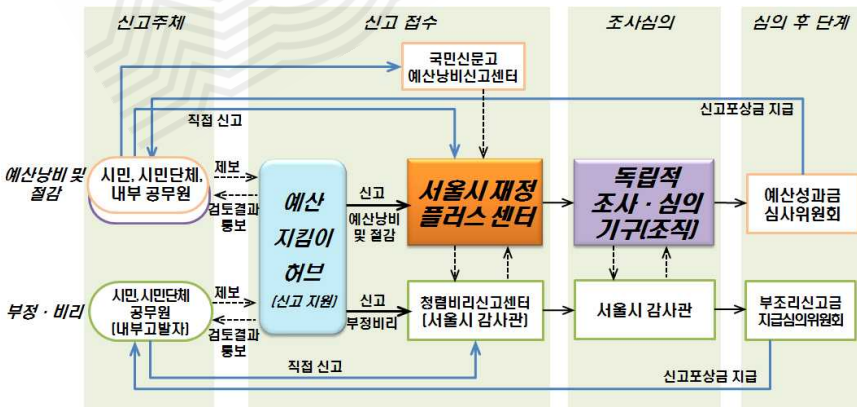 신고주체
신고 접수
조사심의
심의 후 단계
국민신문고
예산낭비신고센터
직접 신고
신고포상금 지급
예산낭비 및
절감
시민, 시민단체,
내부 공무원
제보
검토결과
통보
예산
지킴이
허브
(신고 지원)
신고
예산낭비
및 절감
서울시 재정
플러스 센터
독립적
조사·심의
기구(조직)
예산성과금
심사위원회
부정·비리
시민, 시민단체
공무원
(내부고발자)
제보
검토결과
통보
신고
부정비리
청렴비리신고센터
(서울시 감사관)
서울시 감사관
부조리신고금
지급심의위원회
직접 신고
신고포상금 지급